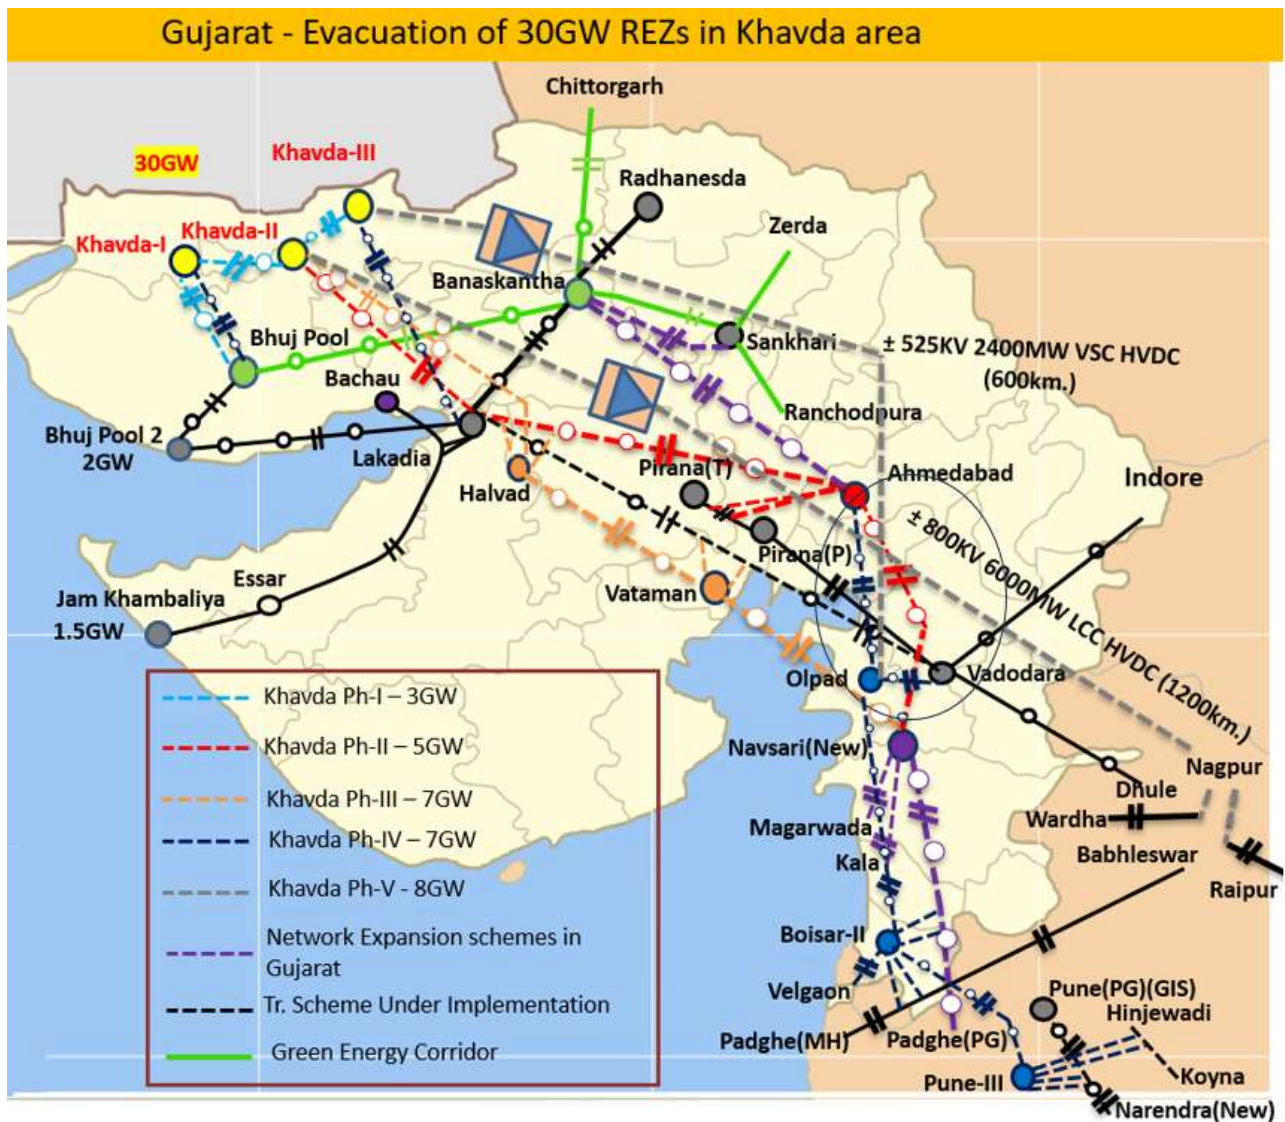 Gujarat - Evacuation of 30GW REZs in Khavda area
Chittorgarh
Khavda-III
30GW
Radhanesda
Khavda-II
Khavda-I
Zerda
Banaskantha
Bhuj Pool
Sankhari
± 525KV 2400MW VSC HVDC
(600km.)
Bachau
Ranchodpura
Bhuj Pool 2
2GW
Lakadia
Pirana(T)
Ahmedabad
Indore
Halvad
± 800KV 6000MW LCC HVDC (1200km.)
Pirana(P)
Essar
Vataman
Jam Khambaliya
1.5GW
Olpad
Vadodara
Khavda Ph-I – 3GW
Khavda Ph-II – 5GW
Khavda Ph-III – 7GW
Khavda Ph-IV – 7GW
Khavda Ph-V - 8GW
Network Expansion schemes in
Gujarat
Tr. Scheme Under Implementation
Green Energy Corridor
Navsari(New)
Nagpur
Dhule
Magarwada
Wardha
Kala
Babhleswar
Raipur
Boisar-II
Velgaon
Pune(PG)(GIS)
Hinjewadi
Padghe(MH)
Padghe(PG)
Pune-III
Koyna
Narendra(New)